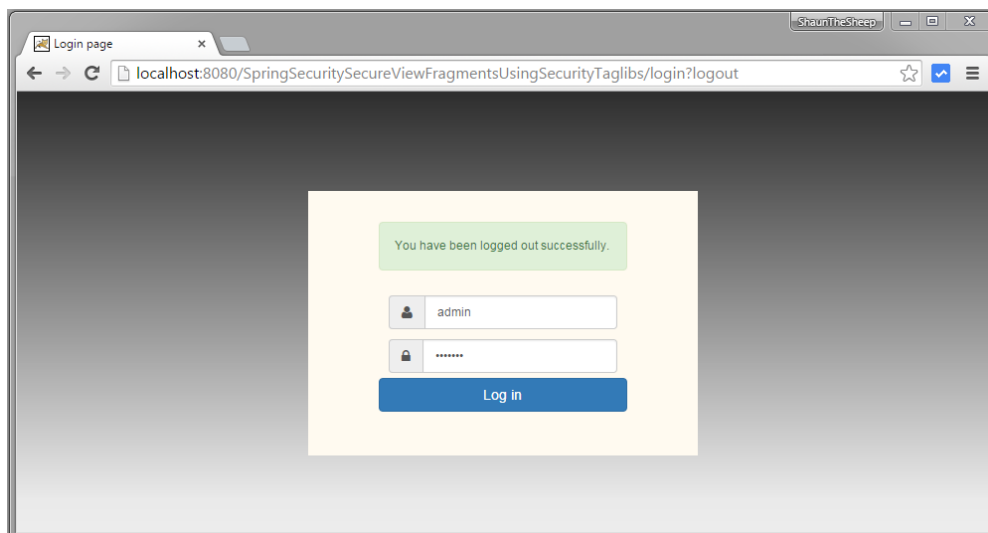 ShaunTheSheep
Login page
localhost:8080/SpringSecuritySecureViewFragmentsUsingSecurityTaglibs/login?logout
You have been logged out successfully.
admin
•••••••
Log in